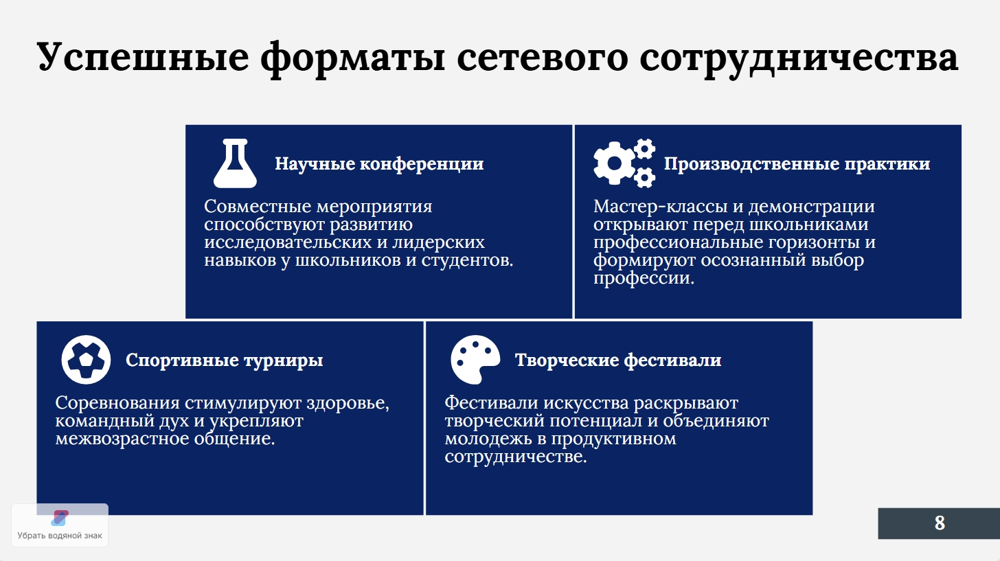 Успешные форматы сетевого сотрудничества
Научные конференции
Совместные мероприятия
способствуют развитию
исследовательских и лидерских
навыков у школьников и студентов.
Производственные практики
Мастер-классы и демонстрации
открывают перед школьниками
профессиональные горизонты и
формируют осознанный выбор
профессии.
Спортивные турниры
Соревнования стимулируют здоровье,
командный дух и укрепляют
межвозрастное общение.
Творческие фестивали
Фестивали искусства раскрывают
творческий потенциал и объединяют
молодежь в продуктивном
сотрудничестве.
Убрать водяной знак
8